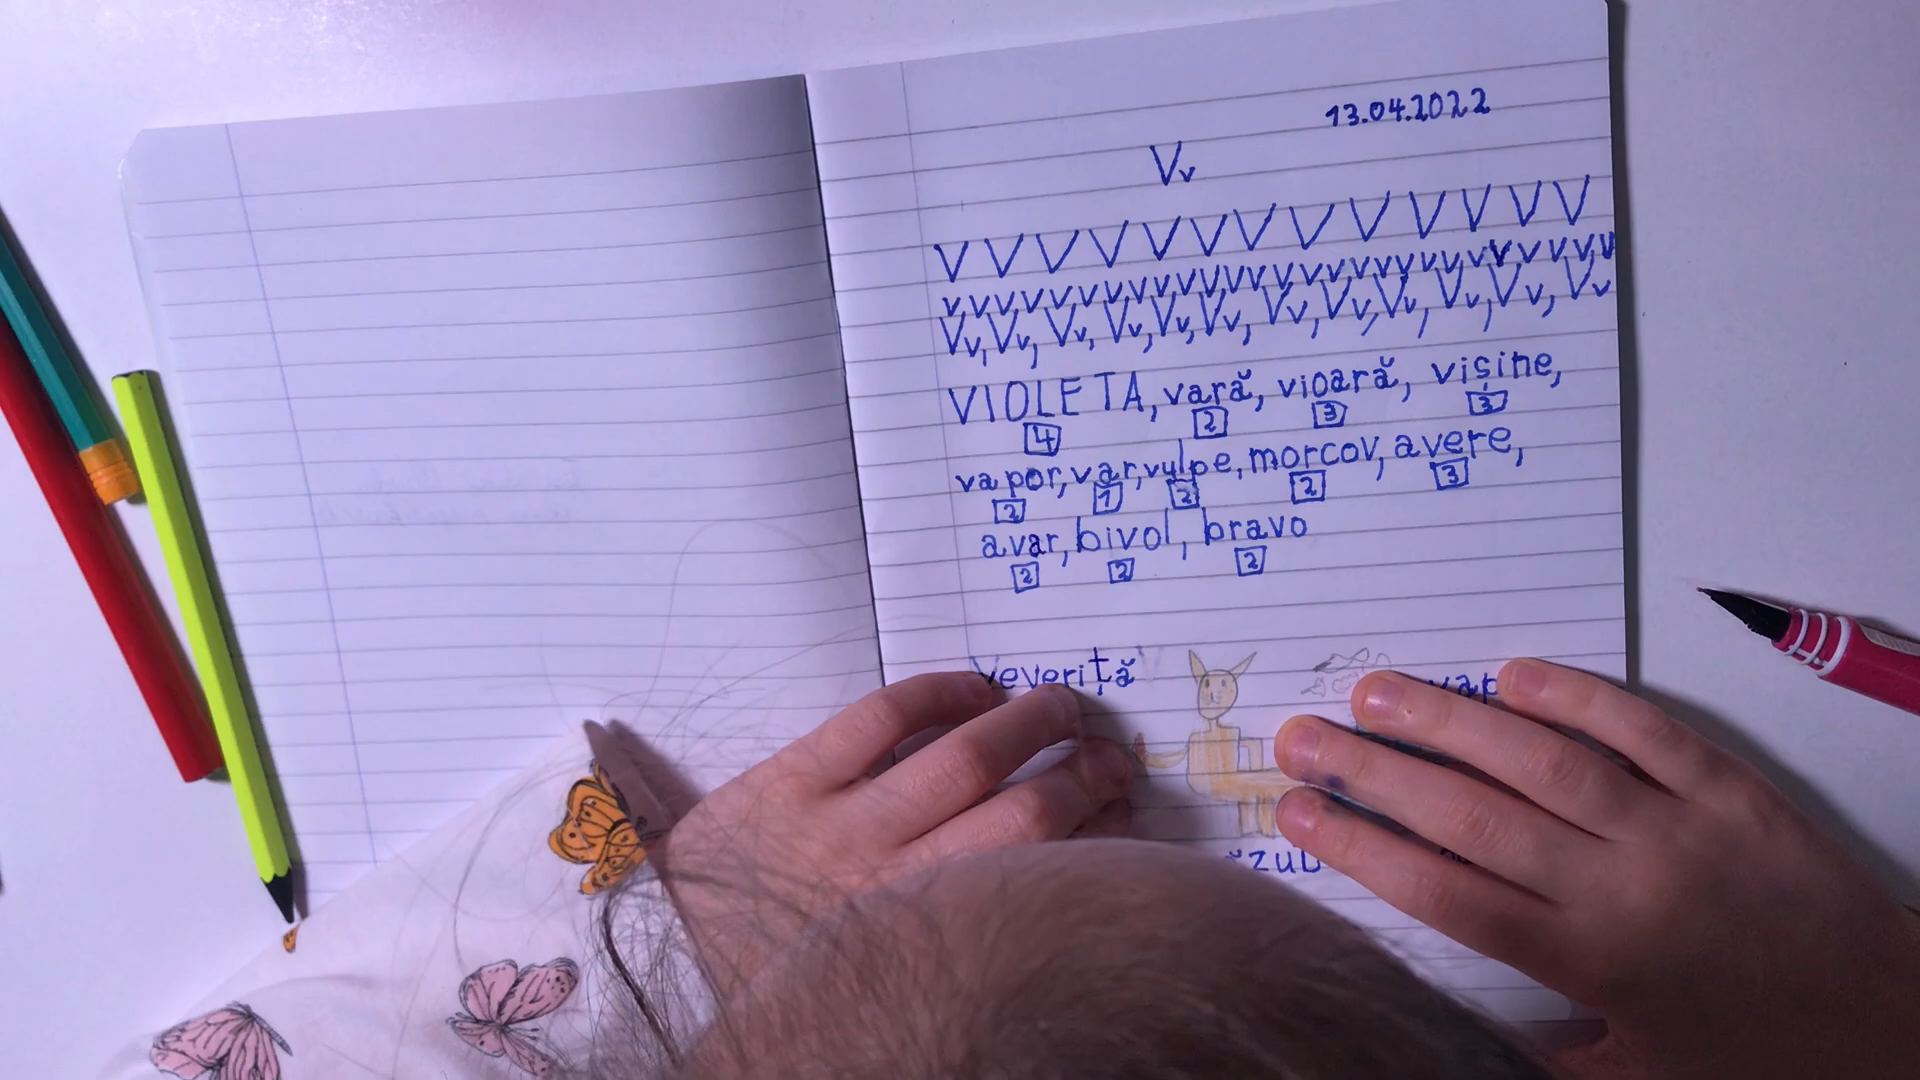 13.04.2022
Vv
V V V V V V V V V V V V
v v v v v v v v v v v v v v v v v v v v v v v v v v v v
Vv, Vv, Vv, Vv, Vv, Vv, Vv, Vv, Vv, Vv, Vv, Vv
VIOLETA, vară, vioară, vișine,
4 2 3 3
vapor, var, vulpe, morcov, avere,
2 1 2 2 3
avar, bivol, bravo
2 2 2
veveriță